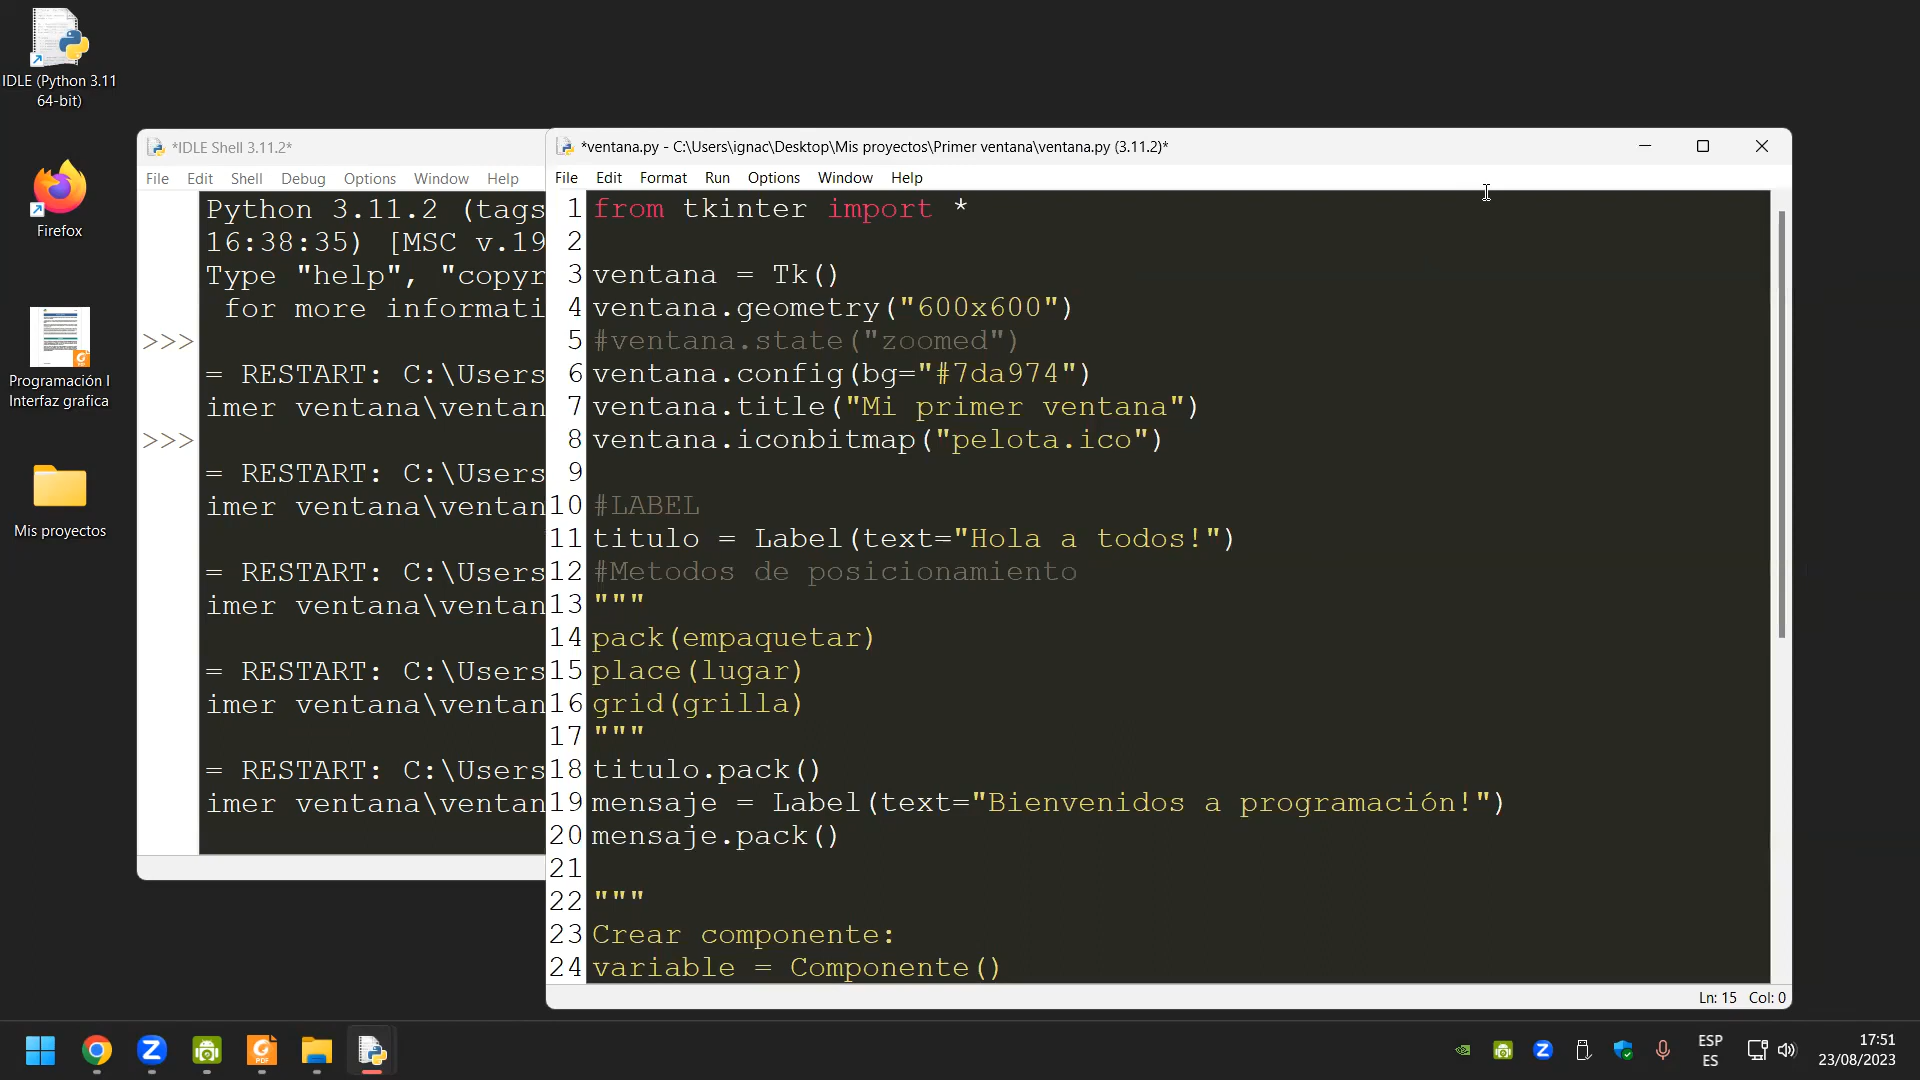 IDLE (Python 3.11
64-bit)
Firefox
Programación I
Interfaz grafica
Mis proyectos
*IDLE Shell 3.11.2*
File Edit Shell Debug Options Window Help
Python 3.11.2 (tags
16:38:35) [MSC v.19
Type "help", "copyr
for more informati
>>>
= RESTART: C:\Users
imer ventana\ventan
>>>
= RESTART: C:\Users
imer ventana\ventan
= RESTART: C:\Users
imer ventana\ventan
= RESTART: C:\Users
imer ventana\ventan
= RESTART: C:\Users
imer ventana\ventan
*ventana.py - C:\Users\ignac\Desktop\Mis proyectos\Primer ventana\ventana.py (3.11.2)*
File Edit Format Run Options Window Help
1 from tkinter import *
2
3 ventana = Tk()
4 ventana.geometry("600x600")
5 #ventana.state("zoomed")
6 ventana.config(bg="#7da974")
7 ventana.title("Mi primer ventana")
8 ventana.iconbitmap("pelota.ico")
9
10 #LABEL
11 titulo = Label(text="Hola a todos!")
12 #Metodos de posicionamiento
13 """
14 pack(empaquetar)
15 place(lugar)
16 grid(grilla)
17 """
18 titulo.pack()
19 mensaje = Label(text="Bienvenidos a programación!")
20 mensaje.pack()
21
22 """
23 Crear componente:
24 variable = Componente()
Ln: 15 Col: 0
ESP
ES
17:51
23/08/2023